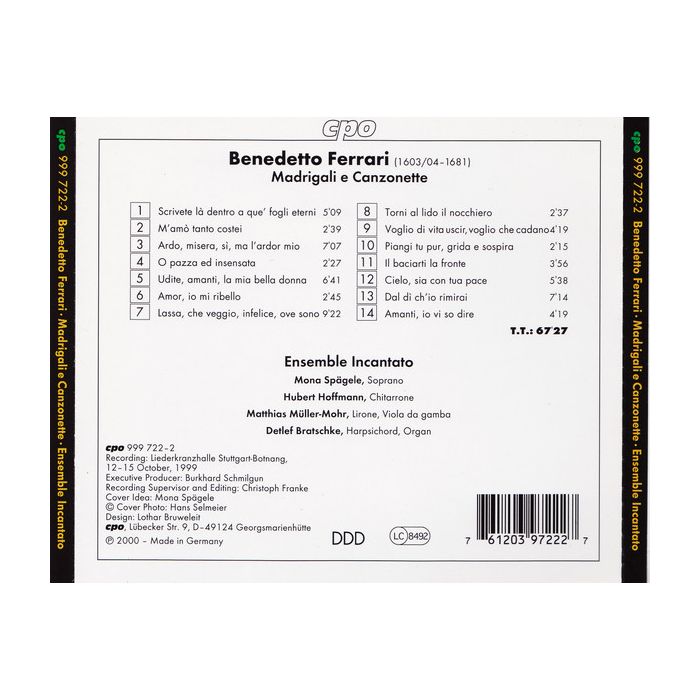 cpo
Benedetto Ferrari (1603/04–1681)
Madrigali e Canzonette
1 Scrivete là dentro a que' fogli eterni 5'09
2 M'amò tanto costei 2'39
3 Ardo, misera, sì, ma l'ardor mio 7'07
4 O pazza ed insensata 2'27
5 Udite, amanti, la mia bella donna 6'41
6 Amor, io mi ribello 2'45
7 Lassa, che veggio, infelice, ove sono 9'22
8 Torni al lido il nocchiero 2'37
9 Voglio di vita uscir, voglio che cadano 4'19
10 Piangi tu pur, grida e sospira 2'15
11 Il baciarti la fronte 3'56
12 Cielo, sia con tua pace 5'38
13 Dal dì ch'io rimirai 7'14
14 Amanti, io vi so dire 4'19
T.T.: 67'27
Ensemble Incantato
Mona Spägele, Soprano
Hubert Hoffmann, Chitarrone
Matthias Müller-Mohr, Lirone, Viola da gamba
Detlef Bratschke, Harpsichord, Organ
cpo 999 722–2
Recording: Liederkranzhalle Stuttgart-Botnang,
12–15 October, 1999
Executive Producer: Burkhard Schmilgun
Recording Supervisor and Editing: Christoph Franke
Cover Idea: Mona Spägele
© Cover Photo: Hans Selmeier
Design: Lothar Bruweleit
cpo, Lübecker Str. 9, D–49124 Georgsmarienhütte
℗ 2000 – Made in Germany
DDD
LC 8492
7 61203 97222 7
cpo 999 722-2 Benedetto Ferrari · Madrigali e Canzonette · Ensemble Incantato
cpo 999 722-2 Benedetto Ferrari · Madrigali e Canzonette · Ensemble Incantato